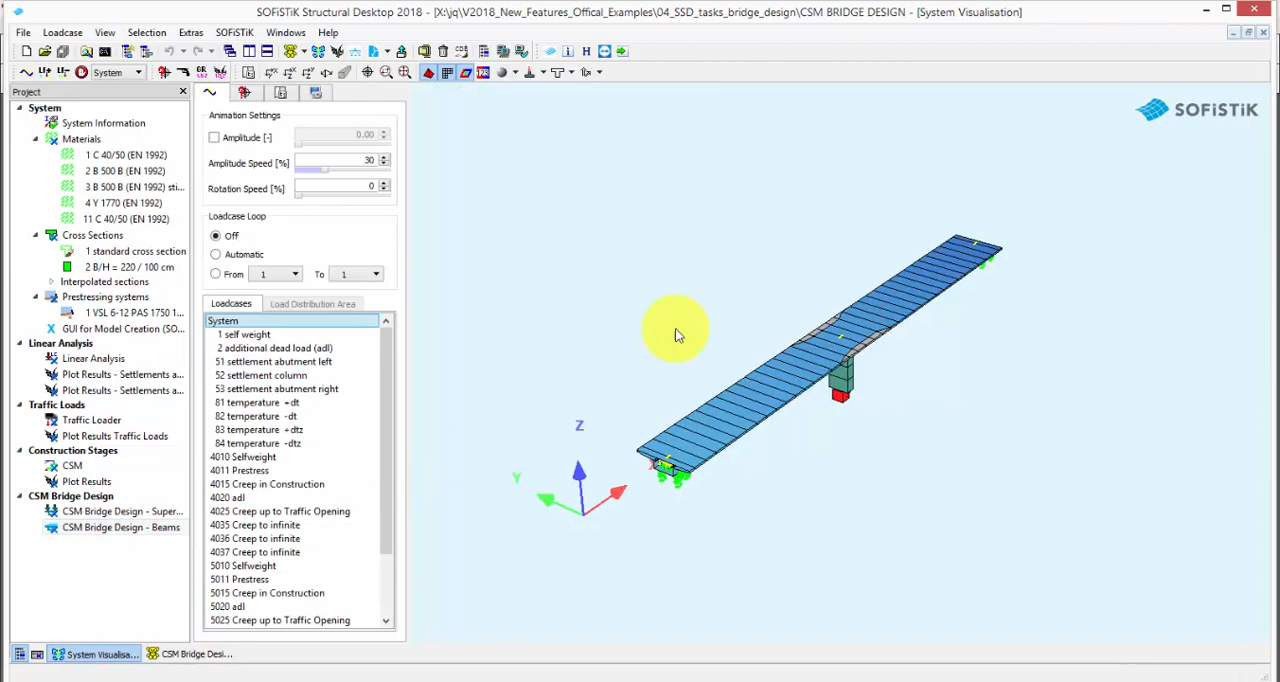 SOFiSTiK Structural Desktop 2018 - [X:\jq\V2018_New_Features_Offical_Examples\04_SSD_tasks_bridge_design\CSM BRIDGE DESIGN - [System Visualisation]
File Loadcase View Selection Extras SOFiSTiK Windows Help
System
Project
System
System Information
Materials
1 C 40/50 (EN 1992)
2 B 500 B (EN 1992)
3 B 500 B (EN 1992) sti...
4 Y 1770 (EN 1992)
11 C 40/50 (EN 1992)
Cross Sections
1 standard cross section
2 B/H = 220 / 100 cm
Interpolated sections
Prestressing systems
1 VSL 6-12 PAS 1750 1...
GUI for Model Creation (SO...
Linear Analysis
Linear Analysis
Plot Results - Settlements a...
Plot Results - Settlements a...
Traffic Loads
Traffic Loader
Plot Results Traffic Loads
Construction Stages
CSM
Plot Results
CSM Bridge Design
CSM Bridge Design - Super...
CSM Bridge Design - Beams
Animation Settings
Amplitude [-] 0.00
Amplitude Speed [%] 30
Rotation Speed [%] 0
Loadcase Loop
Off
Automatic
From 1 To 1
Loadcases Load Distribution Area
System
1 self weight
2 additional dead load (adl)
51 settlement abutment left
52 settlement column
53 settlement abutment right
81 temperature +dt
82 temperature -dt
83 temperature +dtz
84 temperature -dtz
4010 Selfweight
4011 Prestress
4015 Creep in Construction
4020 adl
4025 Creep up to Traffic Opening
4035 Creep to infinite
4036 Creep to infinite
4037 Creep to infinite
5010 Selfweight
5011 Prestress
5015 Creep in Construction
5020 adl
5025 Creep up to Traffic Opening
SOFiSTiK
Z
Y
System Visualisa... CSM Bridge Desi...